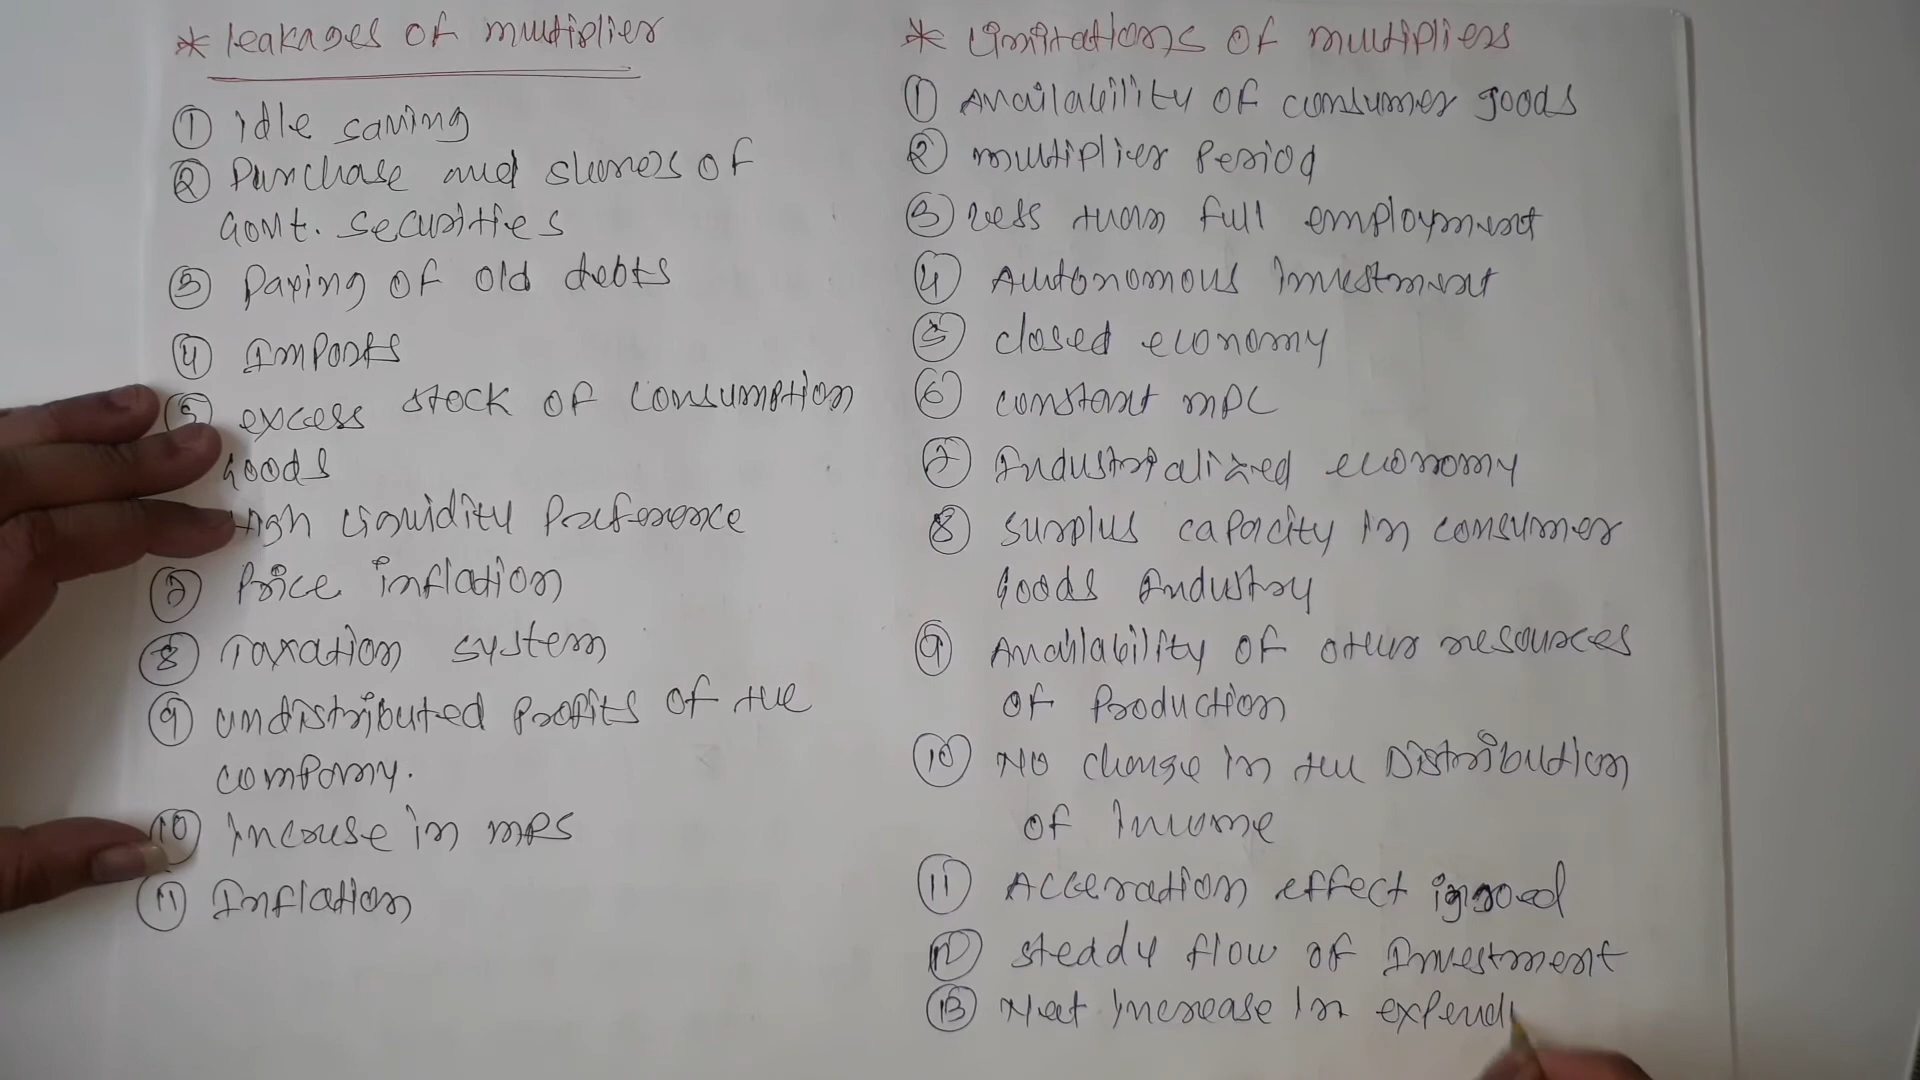 * Leakages of multiplier
① idle saving
② Purchase and shares of
Govt. securities
③ Paying of old debts
④ Imports
⑤ excess stock of consumption
Goods
High Liquidity Preference
⑦ Price inflation
⑧ Taxation system
⑨ undistributed profits of the
company.
⑩ Increase in MPS
⑪ Inflation
* Limitations of multipliers
① Availability of consumer goods
② multiplier Period
③ Less than full employment
④ Autonomous investment
⑤ closed economy
⑥ constant MPC
⑦ Industrialized economy
⑧ surplus capacity in consumer
Goods Industry
⑨ Availability of other resources
of Production
⑩ No change in the Distribution
of income
⑪ Acceration effect ignored
⑫ steady flow of Investment
⑬ Net increase in expendi